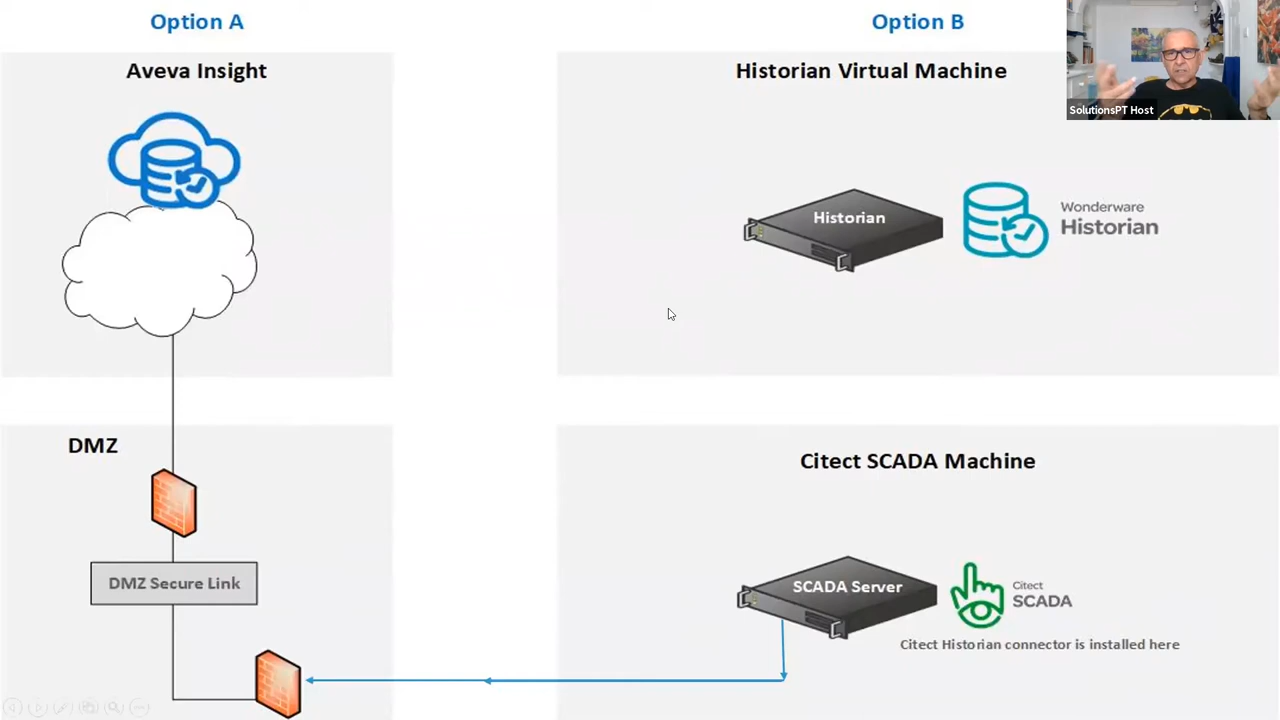 Option A
Option B
Aveva Insight
Historian Virtual Machine
SolutionsPT Host
Historian
Wonderware
Historian
DMZ
Citect SCADA Machine
DMZ Secure Link
SCADA Server
Citect
SCADA
Citect Historian connector is installed here